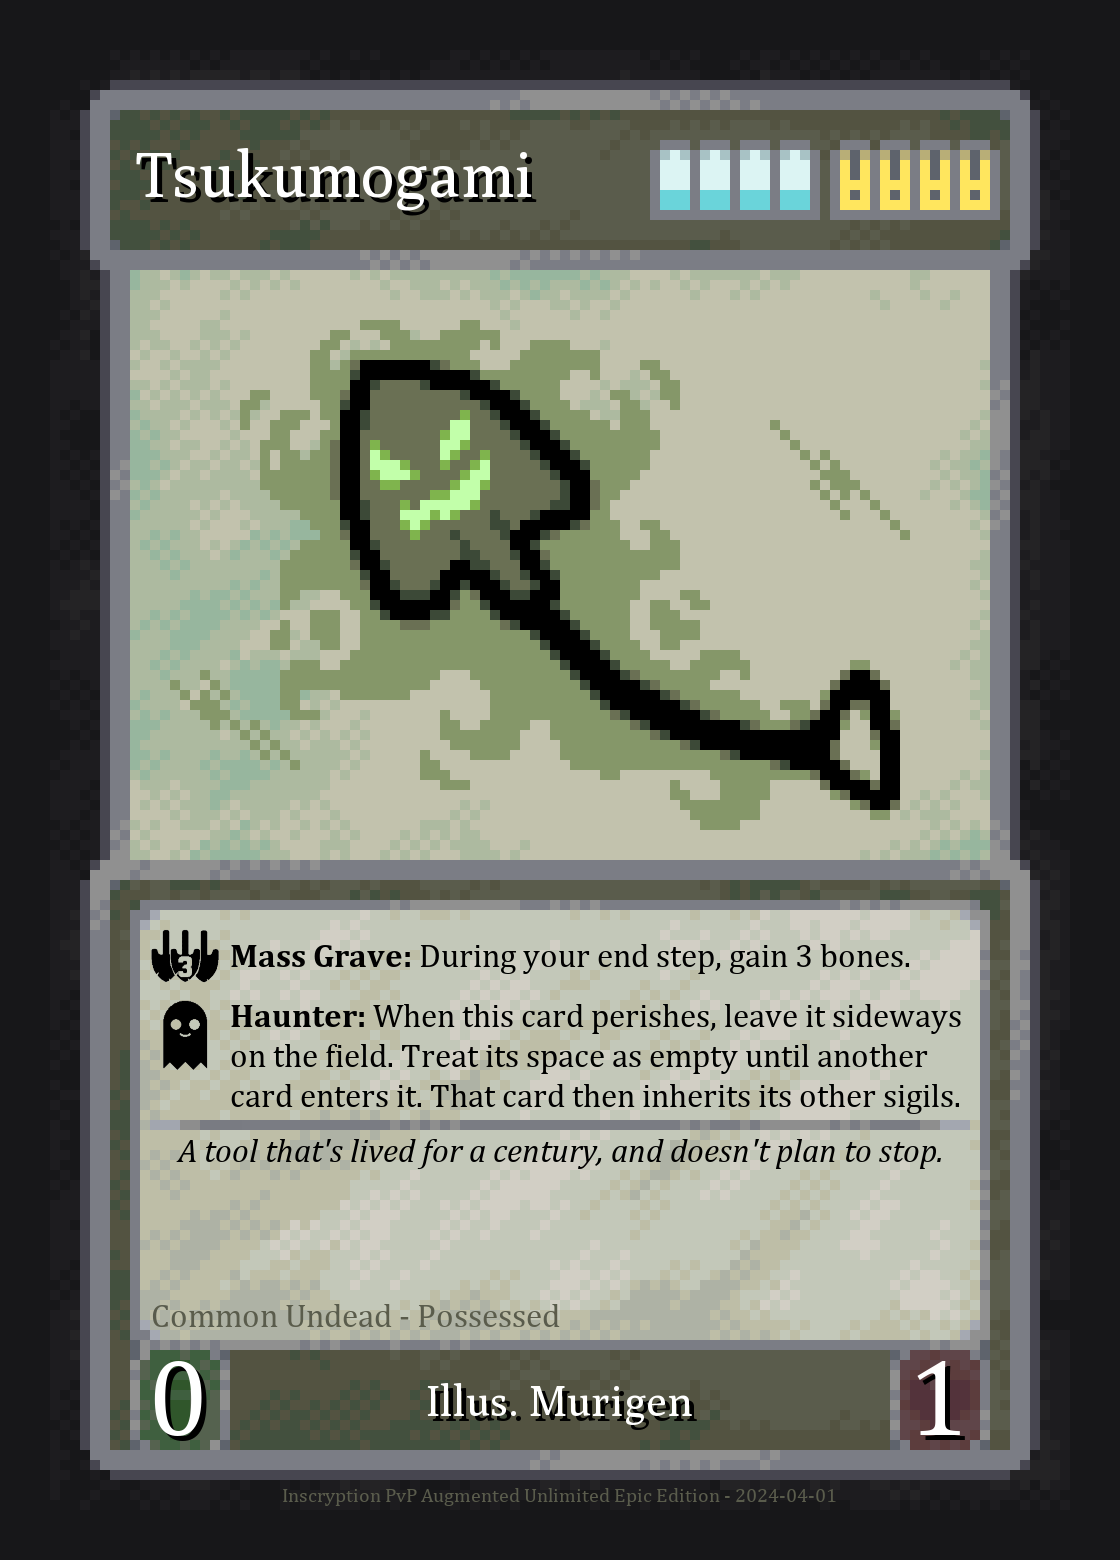 Tsukumogami
3
Mass Grave: During your end step, gain 3 bones.
Haunter: When this card perishes, leave it sideways
on the field. Treat its space as empty until another
card enters it. That card then inherits its other sigils.
A tool that's lived for a century, and doesn't plan to stop.
Common Undead - Possessed
0
Illus. Murigen
1
Inscryption PvP Augmented Unlimited Epic Edition - 2024-04-01